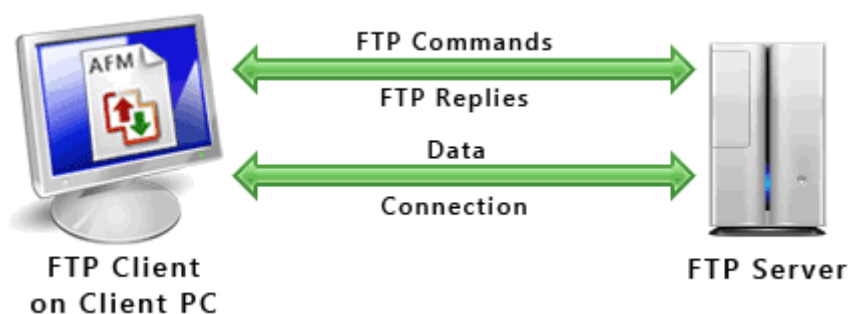 AFM
FTP Commands
FTP Replies
Data
Connection
FTP Client
on Client PC
FTP Server